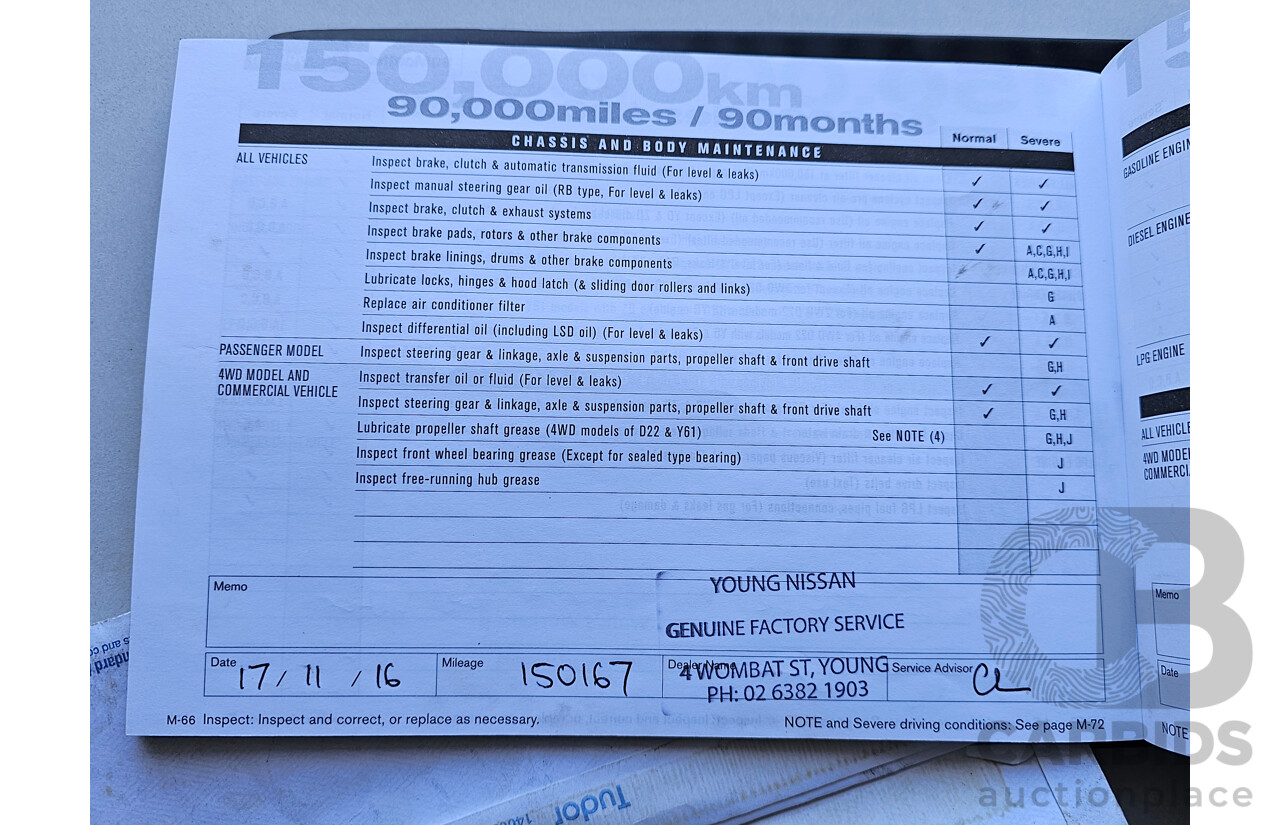 150,000km
90,000miles / 90months
CHASSIS AND BODY MAINTENANCE Normal Severe
ALL VEHICLES Inspect brake, clutch & automatic transmission fluid (For level & leaks) ✓ ✓
Inspect manual steering gear oil (RB type, For level & leaks) ✓ ✓
Inspect brake, clutch & exhaust systems ✓ ✓
Inspect brake pads, rotors & other brake components ✓ A,C,G,H,I
Inspect brake linings, drums & other brake components A,C,G,H,I
Lubricate locks, hinges & hood latch (& sliding door rollers and links) G
Replace air conditioner filter A
Inspect differential oil (including LSD oil) (For level & leaks) ✓ ✓
PASSENGER MODEL Inspect steering gear & linkage, axle & suspension parts, propeller shaft & front drive shaft G,H
4WD MODEL AND COMMERCIAL VEHICLE Inspect transfer oil or fluid (For level & leaks) ✓ ✓
Inspect steering gear & linkage, axle & suspension parts, propeller shaft & front drive shaft ✓ G,H
Lubricate propeller shaft grease (4WD models of D22 & Y61) See NOTE (4) G,H,J
Inspect front wheel bearing grease (Except for sealed type bearing) J
Inspect free-running hub grease J
Memo
YOUNG NISSAN
GENUINE FACTORY SERVICE
Date 17/11/16 Mileage 150167 Dealer Name 4 WOMBAT ST, YOUNG Service Advisor CL
PH: 02 6382 1903
M-66 Inspect: Inspect and correct, or replace as necessary. NOTE and Severe driving conditions: See page M-72
15
GASOLINE ENGIN
DIESEL ENGINE
LPG ENGINE
ALL VEHICLE
4WD MODE
COMMERCI
Memo
Date
NOTE
Tudor
CARBIDS
auctionplace